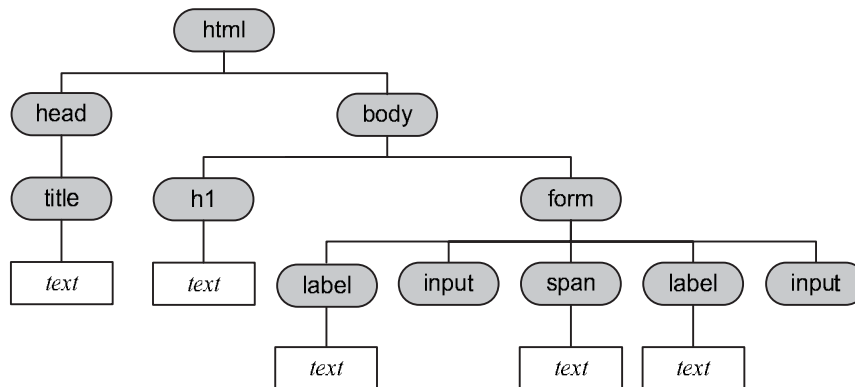 html
head body
title h1 form
text text label input span label input
text text text